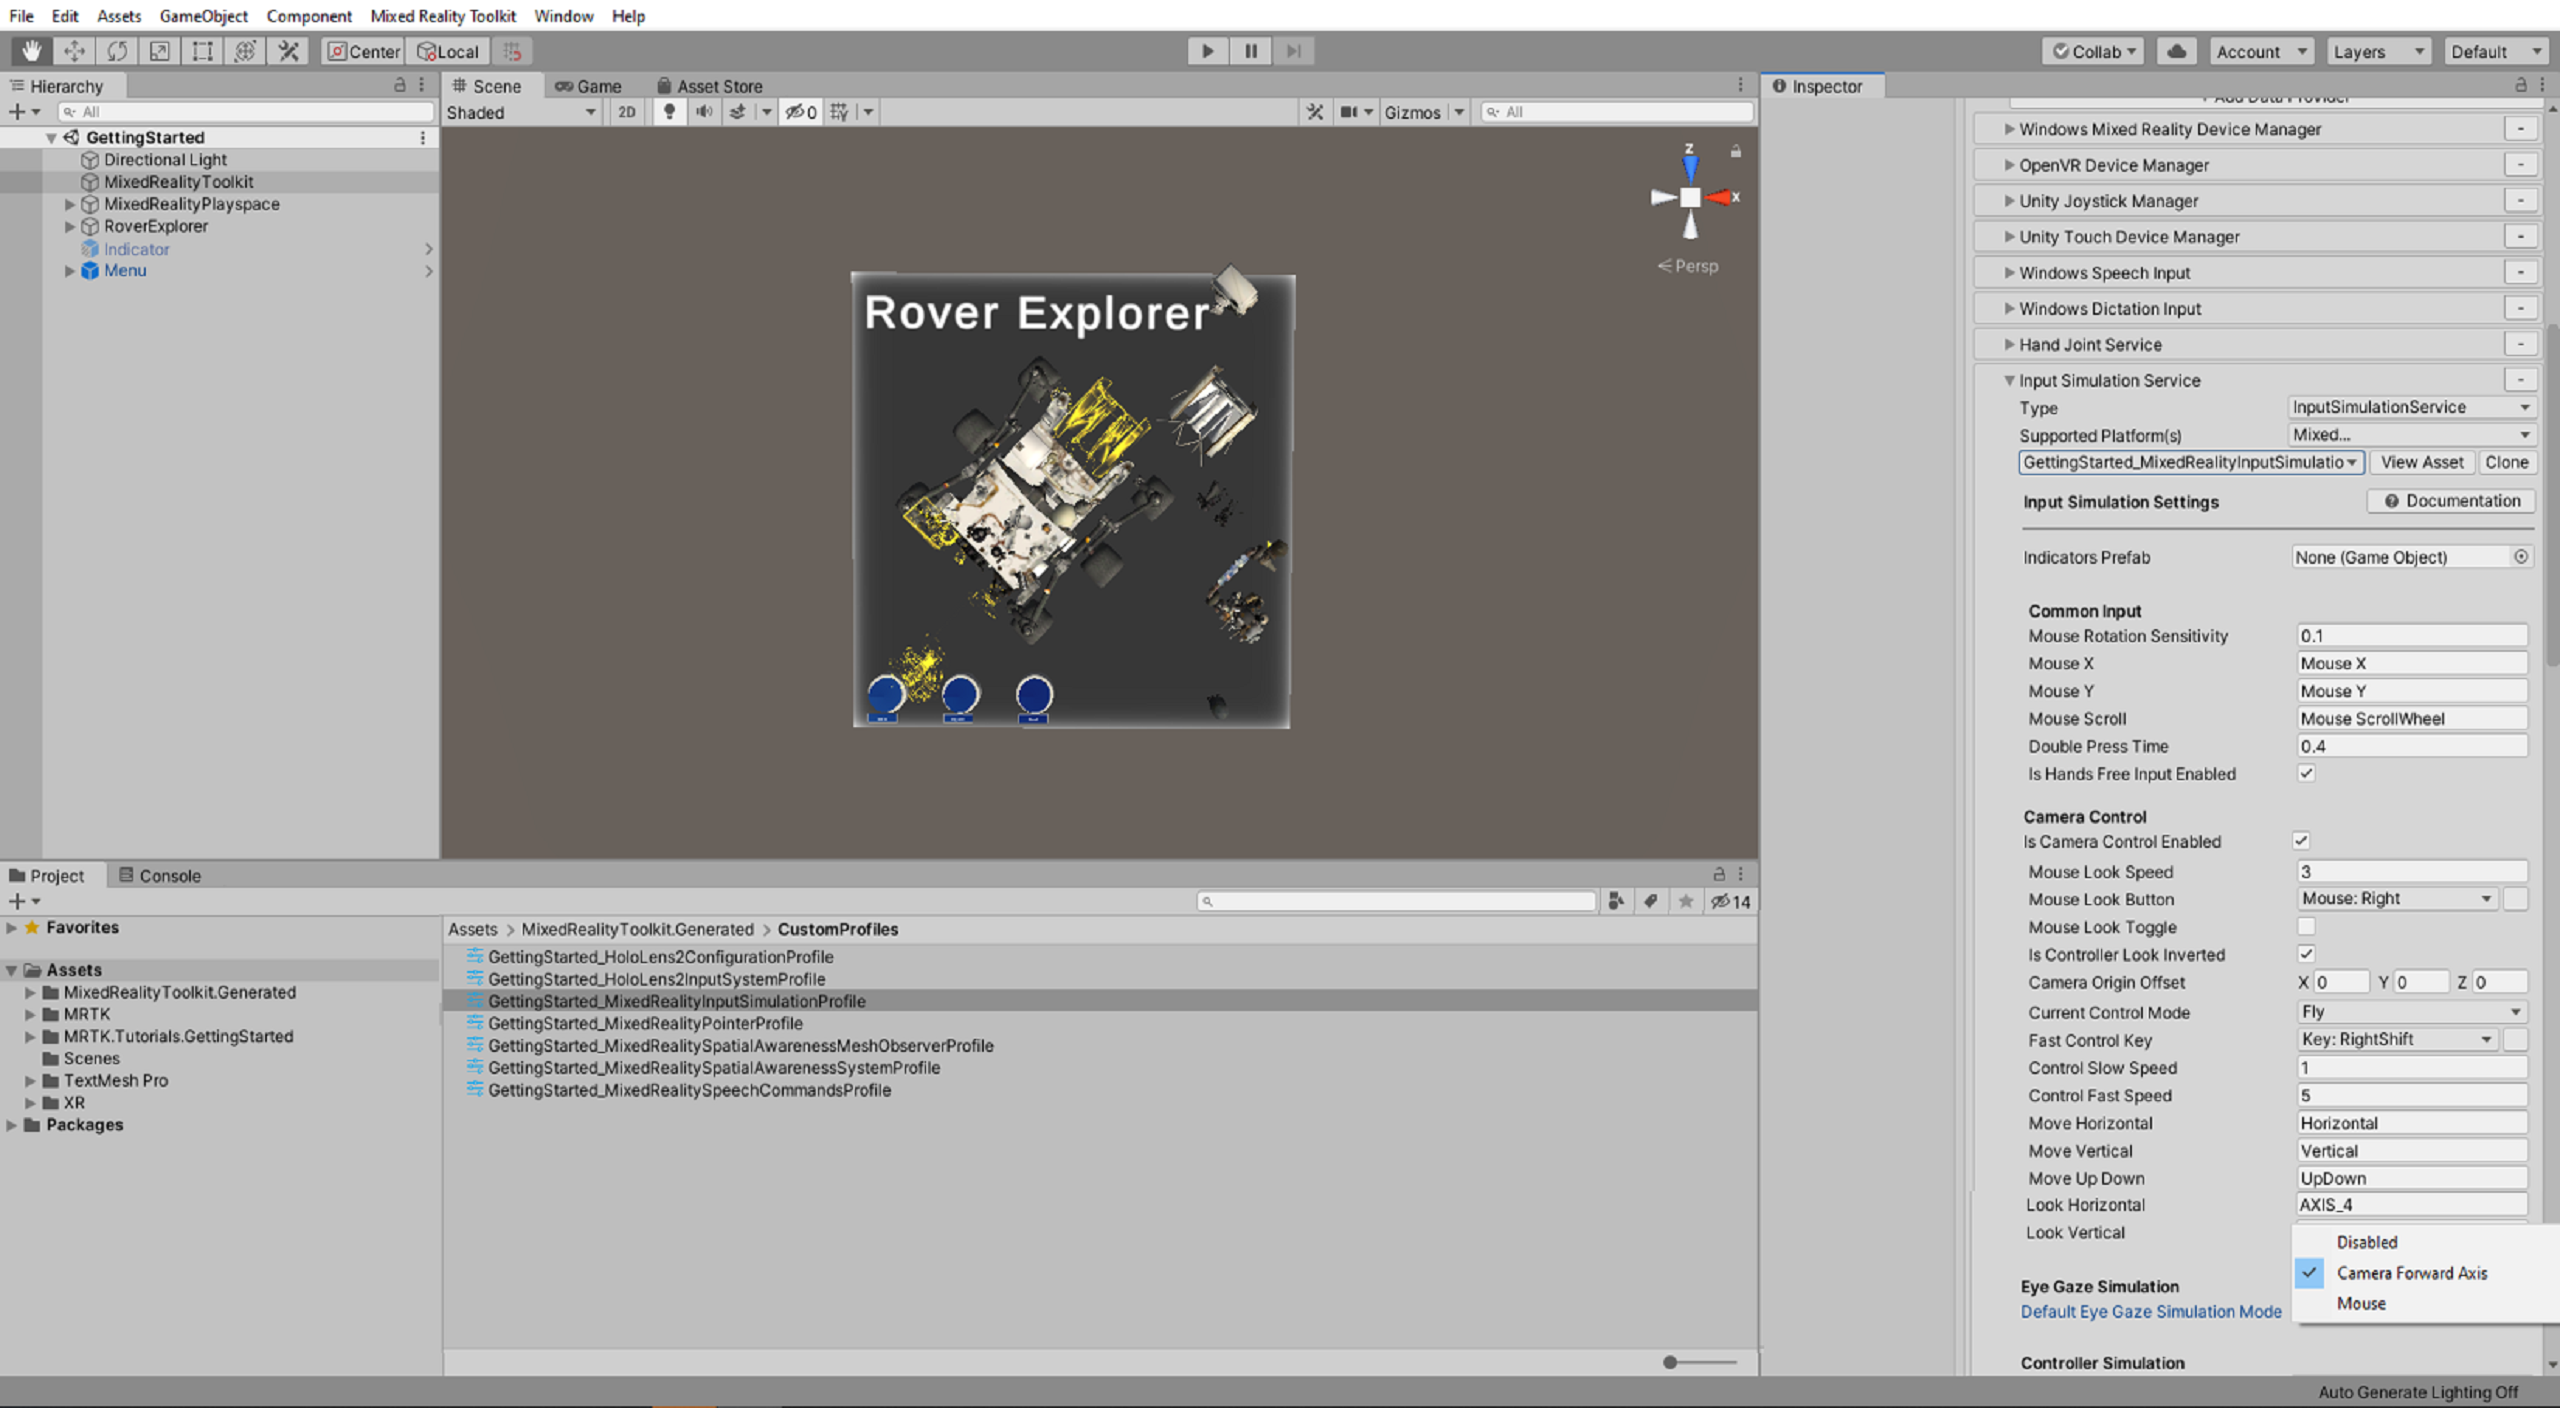 File Edit Assets GameObject Component Mixed Reality Toolkit Window Help
Center Local
Collab Account Layers Default
Hierarchy
All
GettingStarted
Directional Light
MixedRealityToolkit
MixedRealityPlayspace
RoverExplorer
Indicator
Menu
Scene Game Asset Store
Shaded 2D 0 Gizmos All
z
x
Persp
Rover Explorer
Project Console
14
Favorites
Assets
MixedRealityToolkit.Generated
MRTK
MRTK.Tutorials.GettingStarted
Scenes
TextMesh Pro
XR
Packages
Assets > MixedRealityToolkit.Generated > CustomProfiles
GettingStarted_HoloLens2ConfigurationProfile
GettingStarted_HoloLens2InputSystemProfile
GettingStarted_MixedRealityInputSimulationProfile
GettingStarted_MixedRealityPointerProfile
GettingStarted_MixedRealitySpatialAwarenessMeshObserverProfile
GettingStarted_MixedRealitySpatialAwarenessSystemProfile
GettingStarted_MixedRealitySpeechCommandsProfile
Inspector
+ Add Data Provider
Windows Mixed Reality Device Manager -
OpenVR Device Manager -
Unity Joystick Manager -
Unity Touch Device Manager -
Windows Speech Input -
Windows Dictation Input -
Hand Joint Service -
Input Simulation Service -
Type InputSimulationService
Supported Platform(s) Mixed...
GettingStarted_MixedRealityInputSimulatio View Asset Clone
Input Simulation Settings Documentation
Indicators Prefab None (Game Object)
Common Input
Mouse Rotation Sensitivity 0.1
Mouse X Mouse X
Mouse Y Mouse Y
Mouse Scroll Mouse ScrollWheel
Double Press Time 0.4
Is Hands Free Input Enabled
Camera Control
Is Camera Control Enabled
Mouse Look Speed 3
Mouse Look Button Mouse: Right
Mouse Look Toggle
Is Controller Look Inverted
Camera Origin Offset X 0 Y 0 Z 0
Current Control Mode Fly
Fast Control Key Key: RightShift
Control Slow Speed 1
Control Fast Speed 5
Move Horizontal Horizontal
Move Vertical Vertical
Move Up Down UpDown
Look Horizontal AXIS_4
Look Vertical
Disabled
Camera Forward Axis
Mouse
Eye Gaze Simulation
Default Eye Gaze Simulation Mode
Controller Simulation
Auto Generate Lighting Off